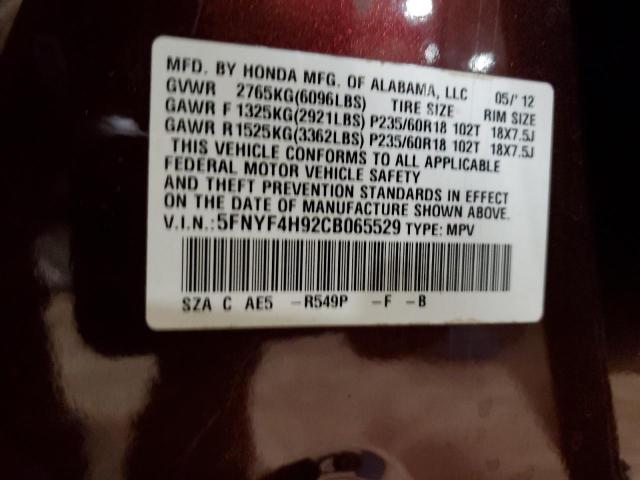 MFD. BY HONDA MFG. OF ALABAMA, LLC 05/'12
GVWR 2765KG(6096LBS) TIRE SIZE RIM SIZE
GAWR F 1325KG(2921LBS) P235/60R18 102T 18X7.5J
GAWR R 1525KG(3362LBS) P235/60R18 102T 18X7.5J
THIS VEHICLE CONFORMS TO ALL APPLICABLE
FEDERAL MOTOR VEHICLE SAFETY
AND THEFT PREVENTION STANDARDS IN EFFECT
ON THE DATE OF MANUFACTURE SHOWN ABOVE.
V.I.N.:5FNYF4H92CB065529 TYPE: MPV
SZA C AE5 -R549P -F -B